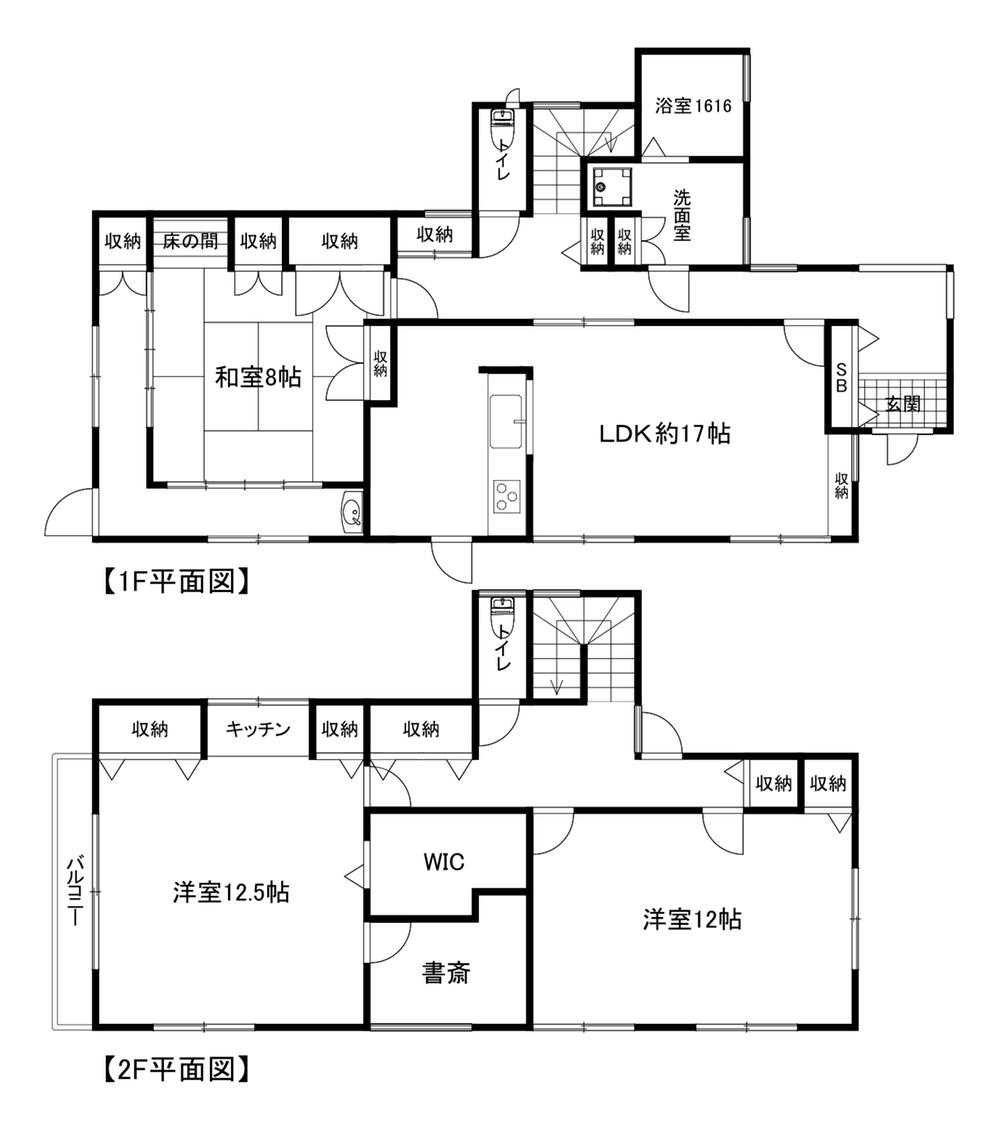 浴室1616
トイレ
洗面室
収納
床の間
収納
収納
収納
収納
収納
和室8帖
収納
SB
玄関
LDK約17帖
収納
【1F平面図】
トイレ
収納
キッチン
収納
収納
収納
収納
バルコニー
WIC
洋室12.5帖
洋室12帖
書斎
【2F平面図】